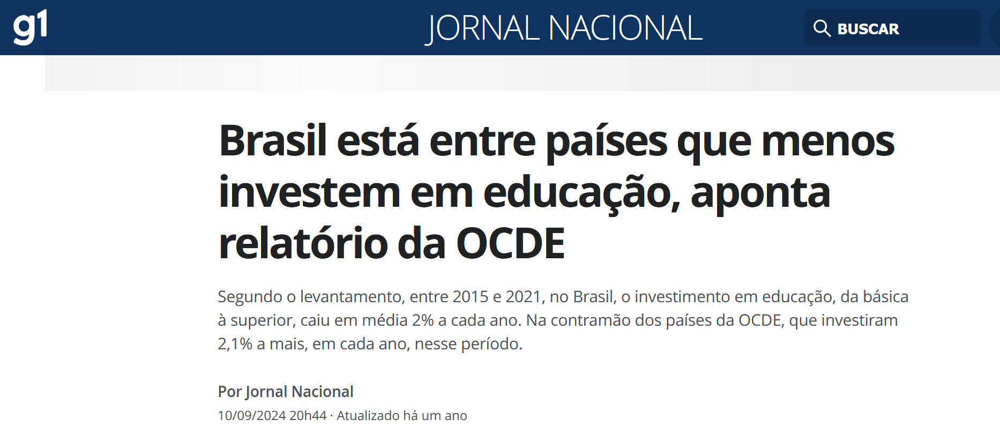 g1
JORNAL NACIONAL
BUSCAR
Brasil está entre países que menos
investem em educação, aponta
relatório da OCDE
Segundo o levantamento, entre 2015 e 2021, no Brasil, o investimento em educação, da básica
à superior, caiu em média 2% a cada ano. Na contramão dos países da OCDE, que investiram
2,1% a mais, em cada ano, nesse período.
Por Jornal Nacional
10/09/2024 20h44 · Atualizado há um ano